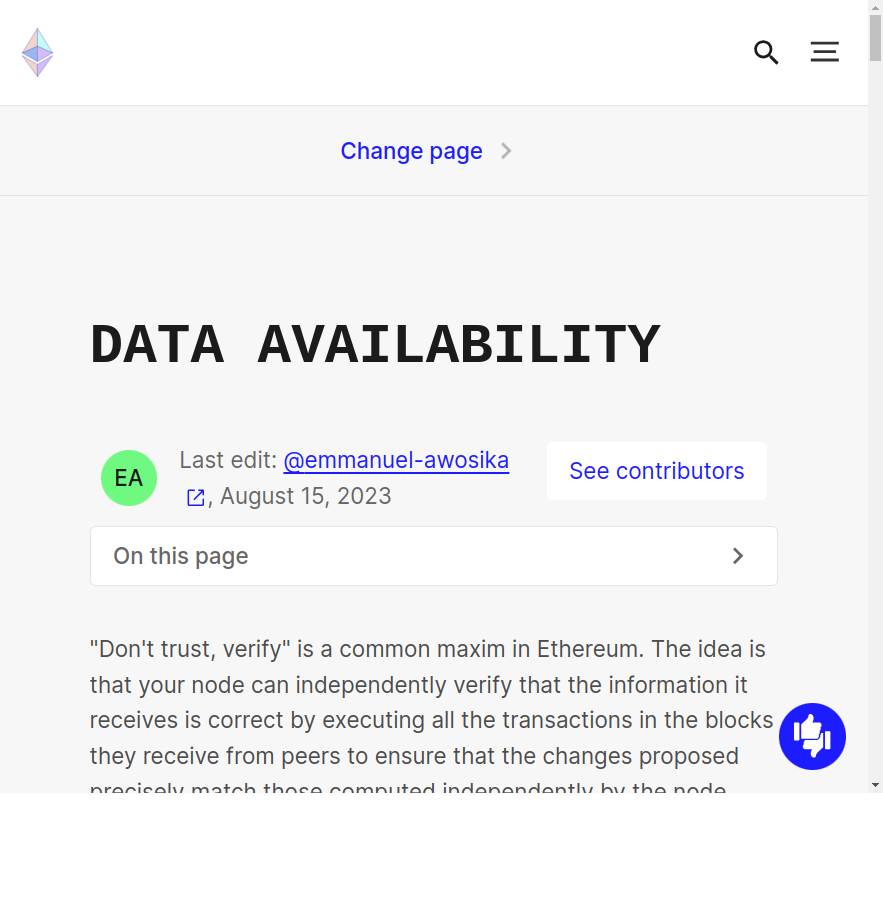 Change page
DATA AVAILABILITY
EA
Last edit: @emmanuel-awosika
, August 15, 2023
See contributors
On this page
"Don't trust, verify" is a common maxim in Ethereum. The idea is
that your node can independently verify that the information it
receives is correct by executing all the transactions in the blocks
they receive from peers to ensure that the changes proposed
precisely match those computed independently by the node.